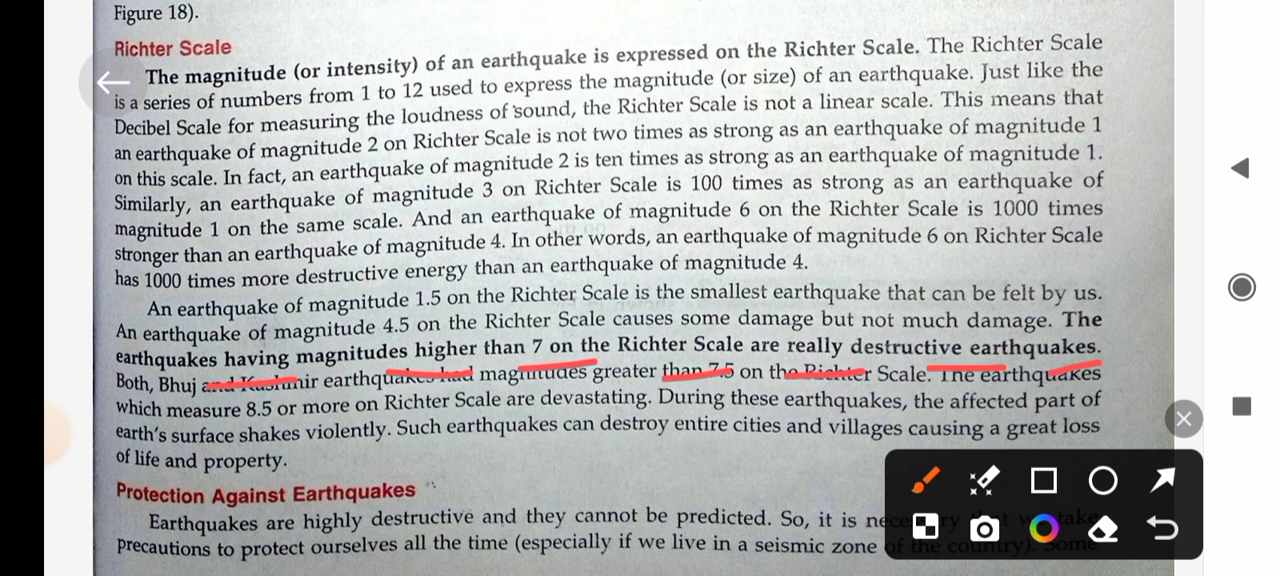 Figure 18).
Richter Scale
The magnitude (or intensity) of an earthquake is expressed on the Richter Scale. The Richter Scale
is a series of numbers from 1 to 12 used to express the magnitude (or size) of an earthquake. Just like the
Decibel Scale for measuring the loudness of sound, the Richter Scale is not a linear scale. This means that
an earthquake of magnitude 2 on Richter Scale is not two times as strong as an earthquake of magnitude 1
on this scale. In fact, an earthquake of magnitude 2 is ten times as strong as an earthquake of magnitude 1.
Similarly, an earthquake of magnitude 3 on Richter Scale is 100 times as strong as an earthquake of
magnitude 1 on the same scale. And an earthquake of magnitude 6 on the Richter Scale is 1000 times
stronger than an earthquake of magnitude 4. In other words, an earthquake of magnitude 6 on Richter Scale
has 1000 times more destructive energy than an earthquake of magnitude 4.
An earthquake of magnitude 1.5 on the Richter Scale is the smallest earthquake that can be felt by us.
An earthquake of magnitude 4.5 on the Richter Scale causes some damage but not much damage. The
earthquakes having magnitudes higher than 7 on the Richter Scale are really destructive earthquakes.
Both, Bhuj and Kashmir earthquakes had magnitudes greater than 7.5 on the Richter Scale. The earthquakes
which measure 8.5 or more on Richter Scale are devastating. During these earthquakes, the affected part of
earth's surface shakes violently. Such earthquakes can destroy entire cities and villages causing a great loss
of life and property.
Protection Against Earthquakes
Earthquakes are highly destructive and they cannot be predicted. So, it is necessary that we take
precautions to protect ourselves all the time (especially if we live in a seismic zone of the country). Some